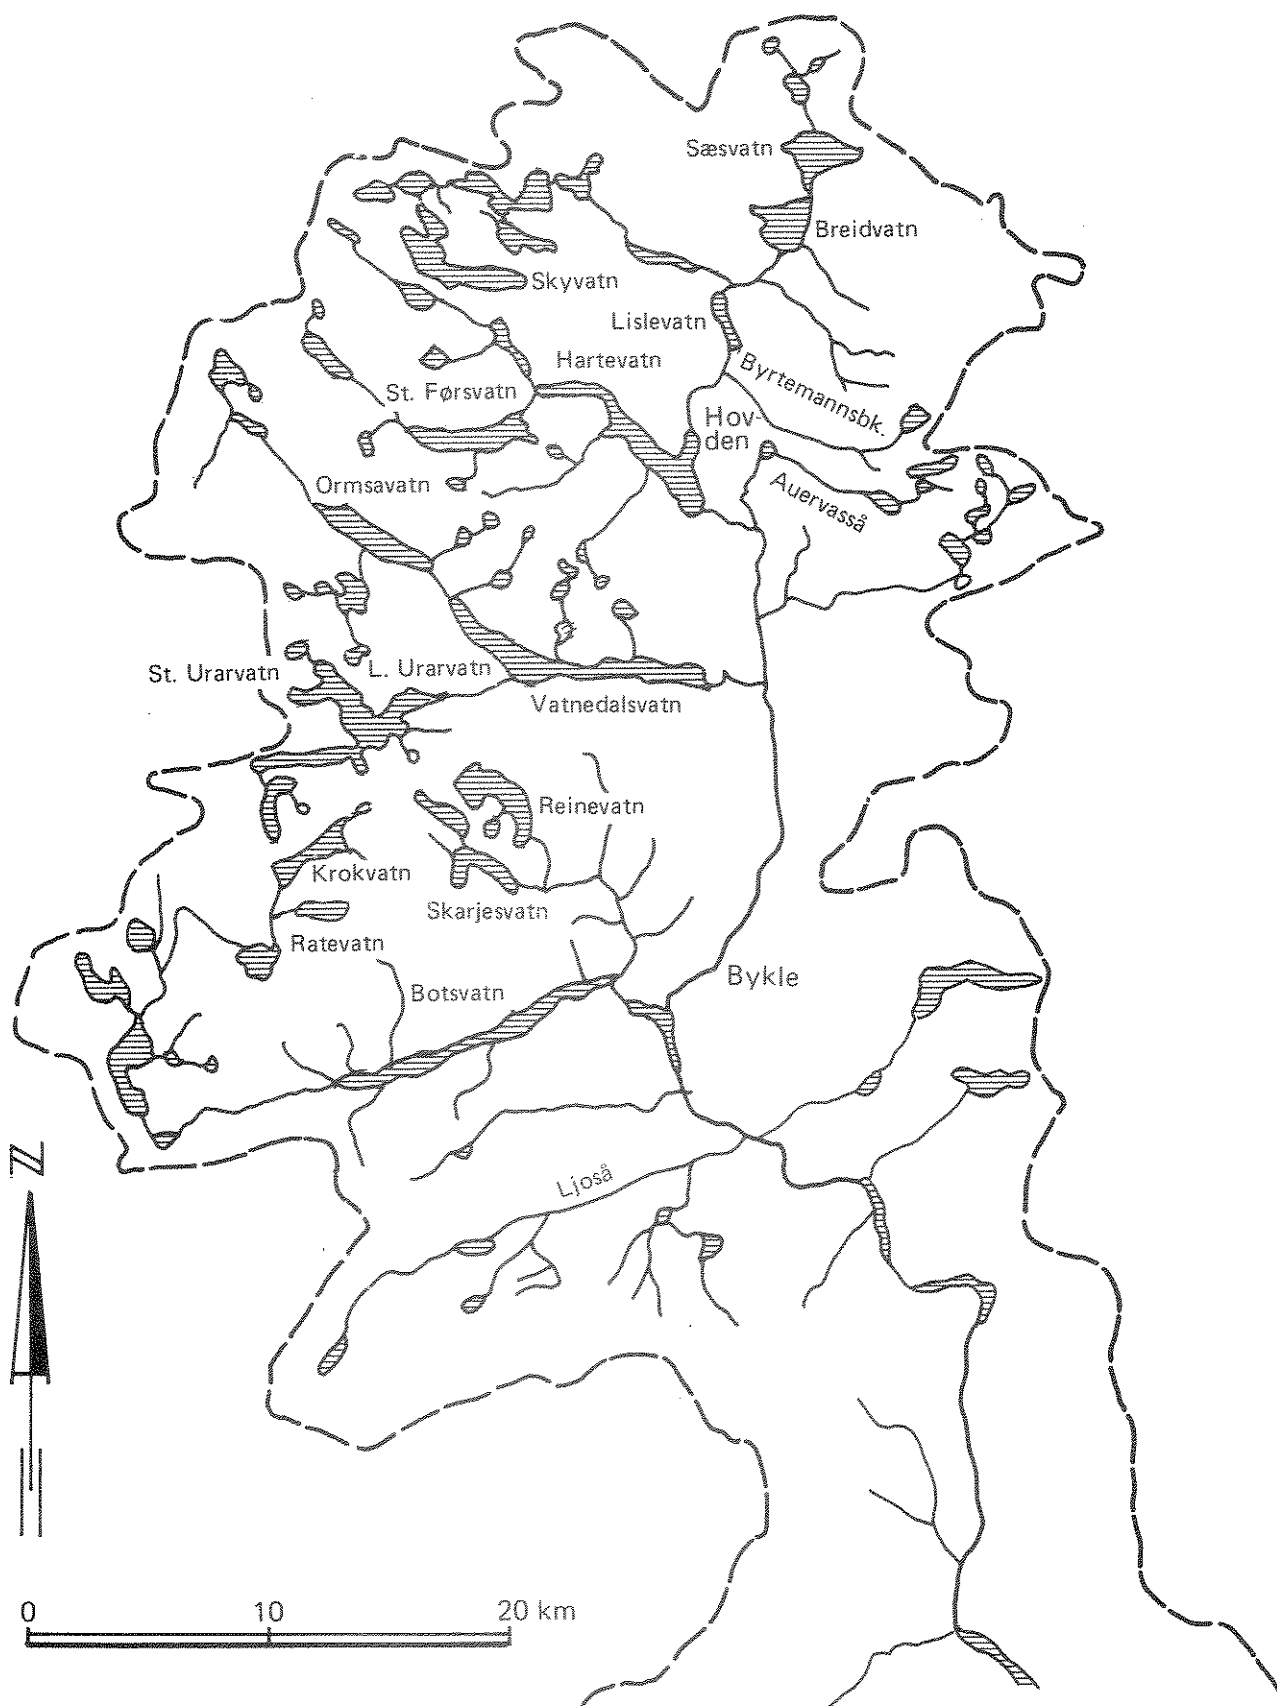 Sæsvatn
Breidvatn
Skyvatn
Lislevatn
Hartevatn
Byrtemannsbk.
St. Førsvatn
Hov-
den
Ormsavatn
Auervasså
St. Urarvatn
L. Urarvatn
Vatnedalsvatn
Reinevatn
Krokvatn
Skarjesvatn
Ratevatn
Botsvatn
Bykle
N
Ljoså
0 10 20 km